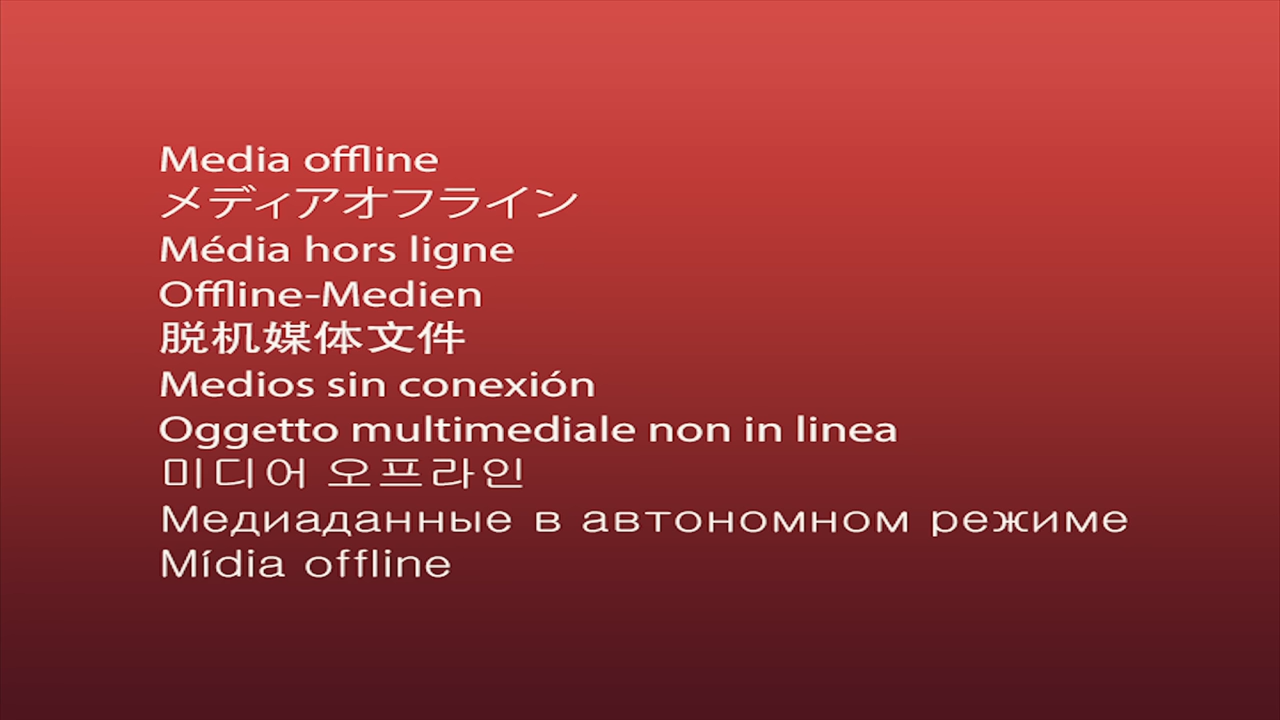 Media offline
メディアオフライン
Média hors ligne
Offline-Medien
脱机媒体文件
Medios sin conexión
Oggetto multimediale non in linea
미디어 오프라인
Медиаданные в автономном режиме
Mídia offline